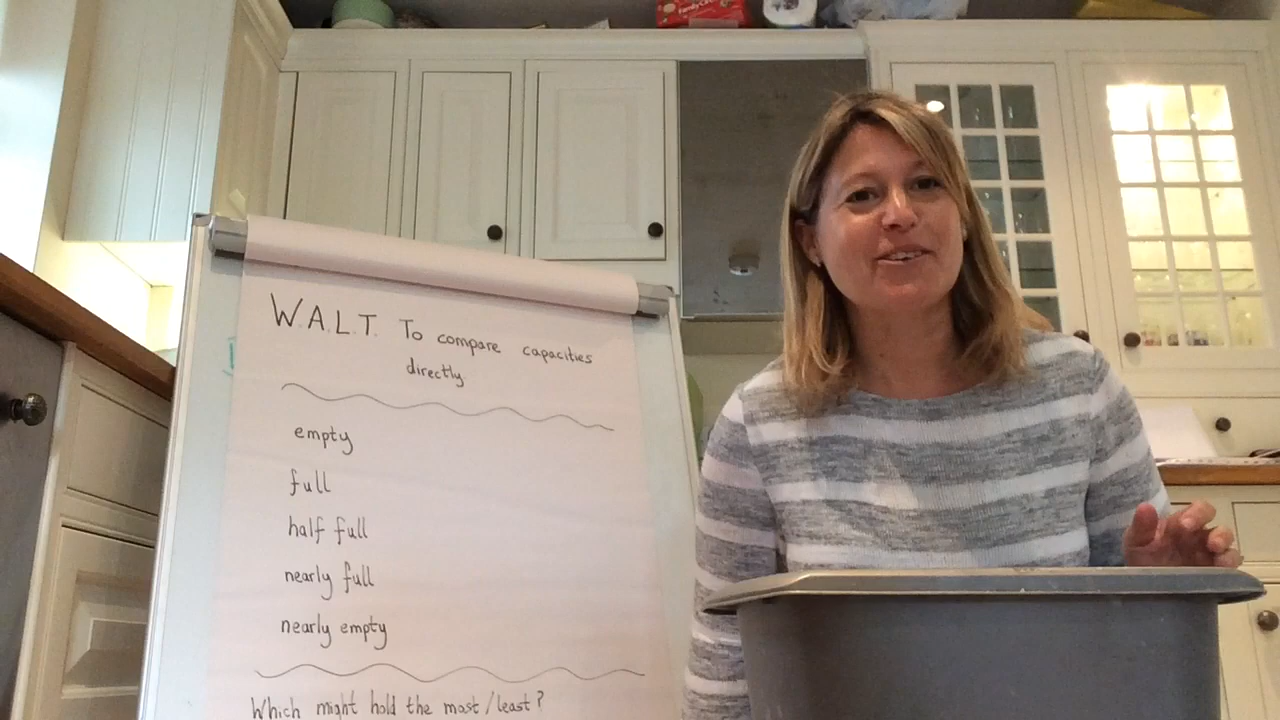 W.A.L.T. To compare capacities
directly
empty
full
half full
nearly full
nearly empty
Which might hold the most/least?